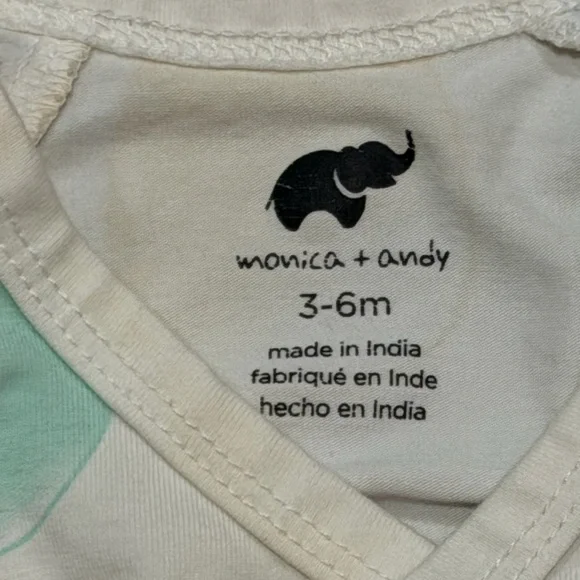 monica + andy
3-6m
made in India
fabriqué en Inde
hecho en India